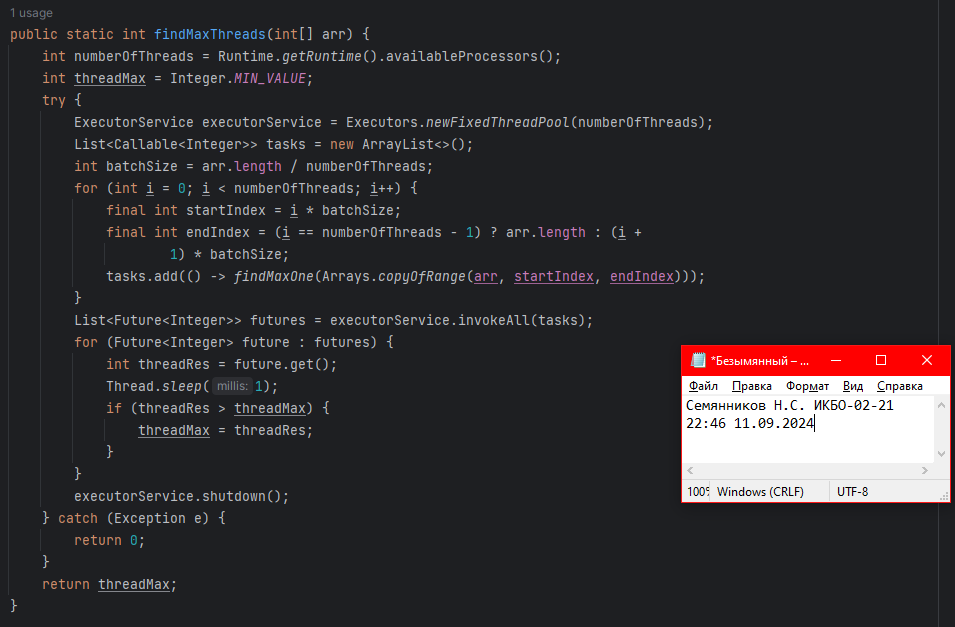 1 usage
public static int findMaxThreads(int[] arr) {
int numberOfThreads = Runtime.getRuntime().availableProcessors();
int threadMax = Integer.MIN_VALUE;
try {
ExecutorService executorService = Executors.newFixedThreadPool(numberOfThreads);
List<Callable<Integer>> tasks = new ArrayList<>();
int batchSize = arr.length / numberOfThreads;
for (int i = 0; i < numberOfThreads; i++) {
final int startIndex = i * batchSize;
final int endIndex = (i == numberOfThreads - 1) ? arr.length : (i +
1) * batchSize;
tasks.add(() -> findMaxOne(Arrays.copyOfRange(arr, startIndex, endIndex)));
}
List<Future<Integer>> futures = executorService.invokeAll(tasks);
for (Future<Integer> future : futures) {
int threadRes = future.get();
Thread.sleep( millis: 1);
if (threadRes > threadMax) {
threadMax = threadRes;
}
}
executorService.shutdown();
} catch (Exception e) {
return 0;
}
return threadMax;
}
*Безымянный – ...
Файл Правка Формат Вид Справка
Семянников Н.С. ИКБО-02-21
22:46 11.09.2024
100% Windows (CRLF) UTF-8